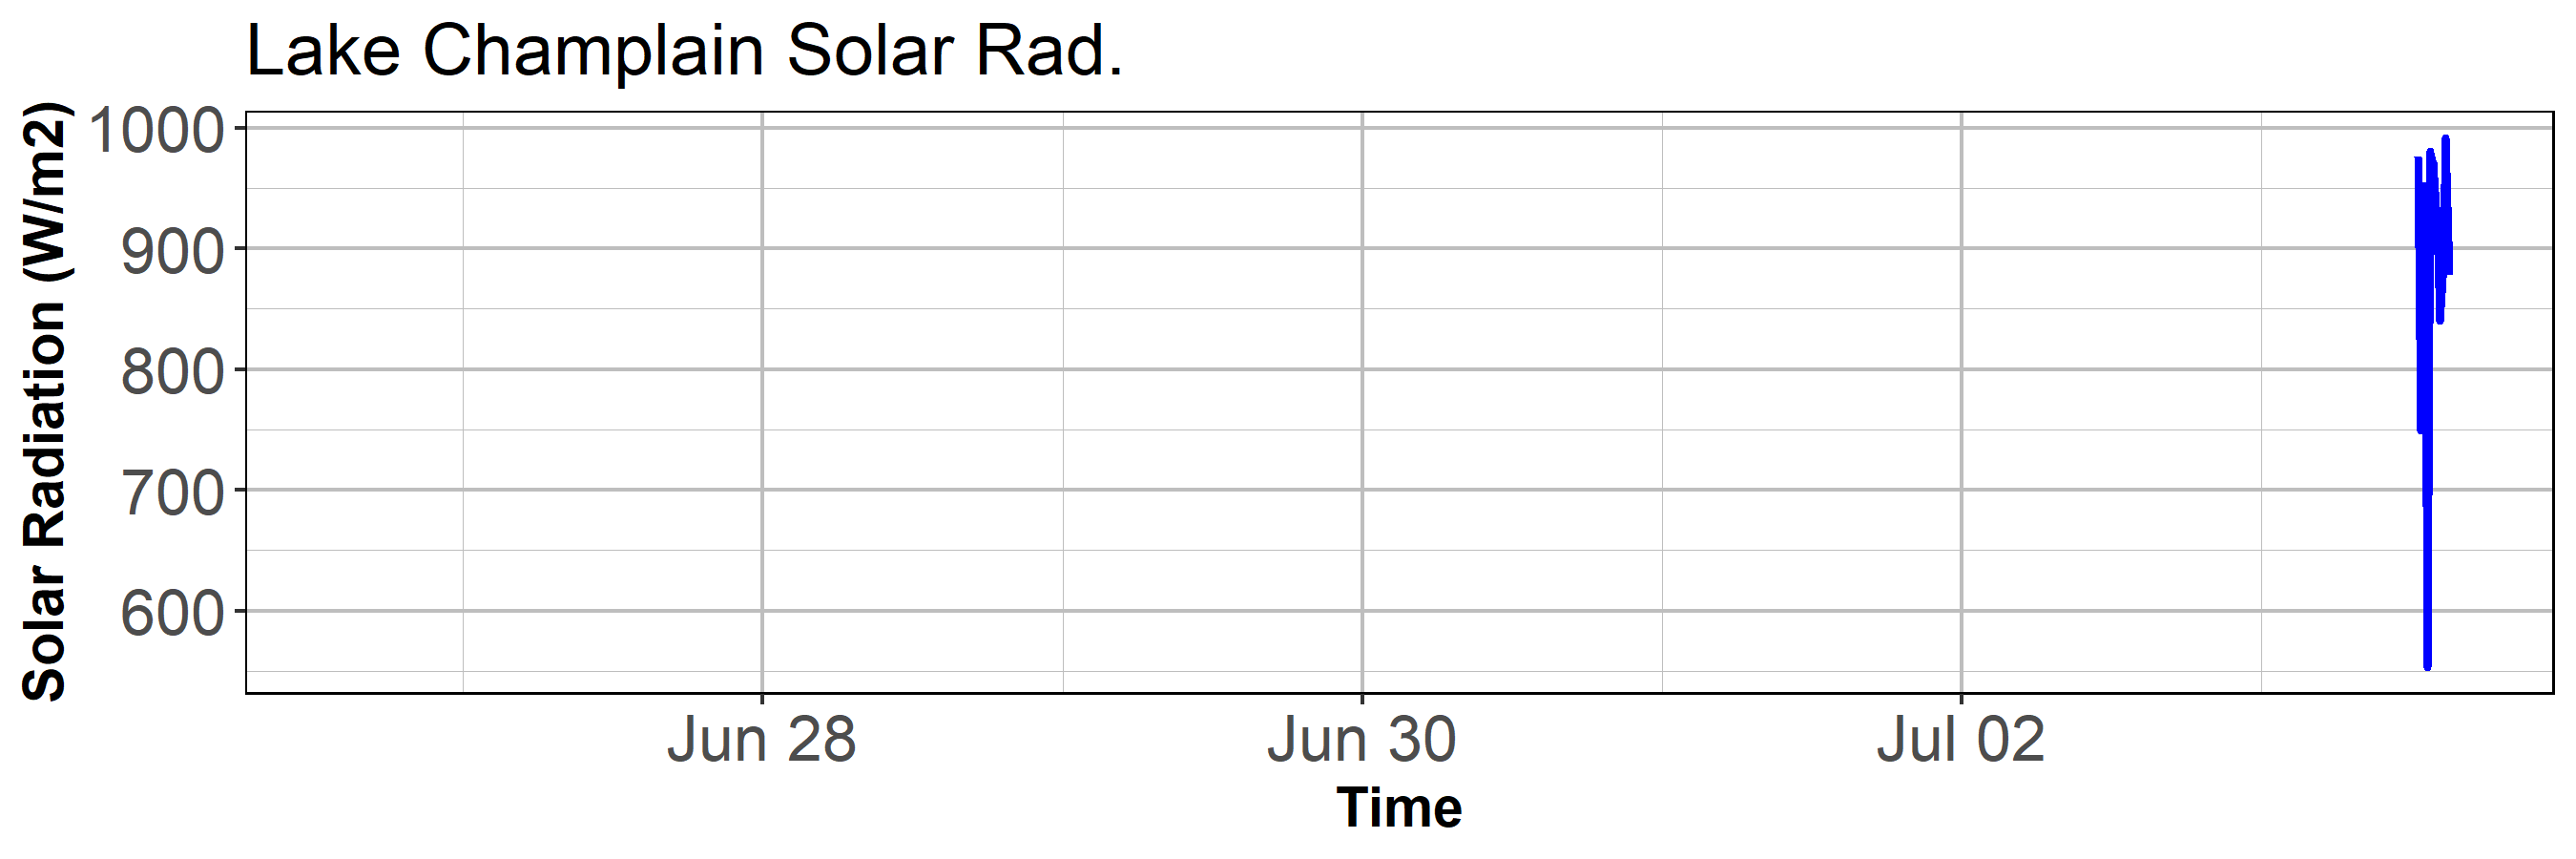 Lake Champlain Solar Rad.
Solar Radiation (W/m2)
1000
900
800
700
600
Jun 28 Jun 30 Jul 02
Time